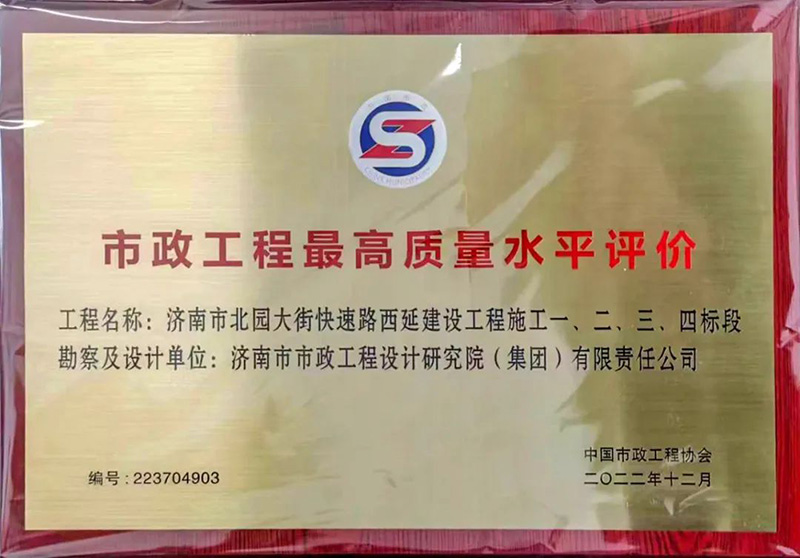 市政工程最高质量水平评价
工程名称：济南市北园大街快速路西延建设工程施工一、二、三、四标段
勘察及设计单位：济南市市政工程设计研究院（集团）有限责任公司
中国市政工程协会
编号：223704903
二〇二二年十二月